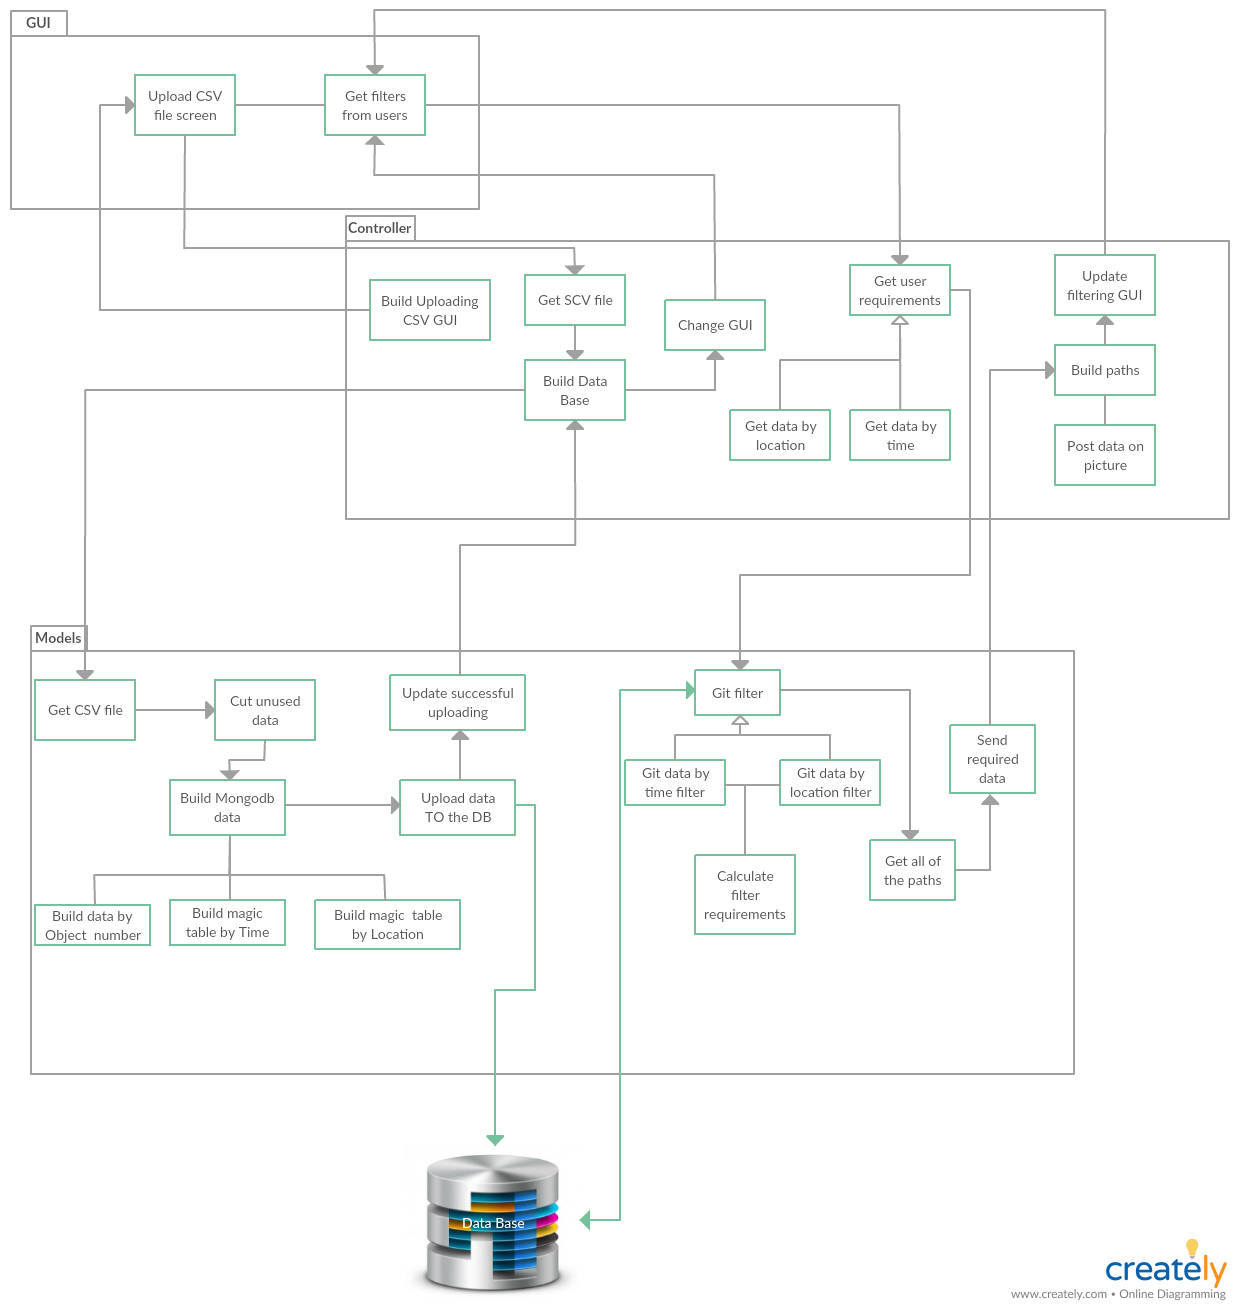 GUI
Upload CSV
file screen
Get filters
from users
Controller
Build Uploading
CSV GUI
Get SCV file
Change GUI
Get user
requirements
Update
filtering GUI
Build Data
Base
Build paths
Get data by
location
Get data by
time
Post data on
picture
Models
Get CSV file
Cut unused
data
Update successful
uploading
Git filter
Send
required
data
Build Mongodb
data
Upload data
TO the DB
Git data by
time filter
Git data by
location filter
Get all of
the paths
Calculate
filter
requirements
Build data by
Object number
Build magic
table by Time
Build magic table
by Location
Data Base
creately
www.creately.com • Online Diagramming